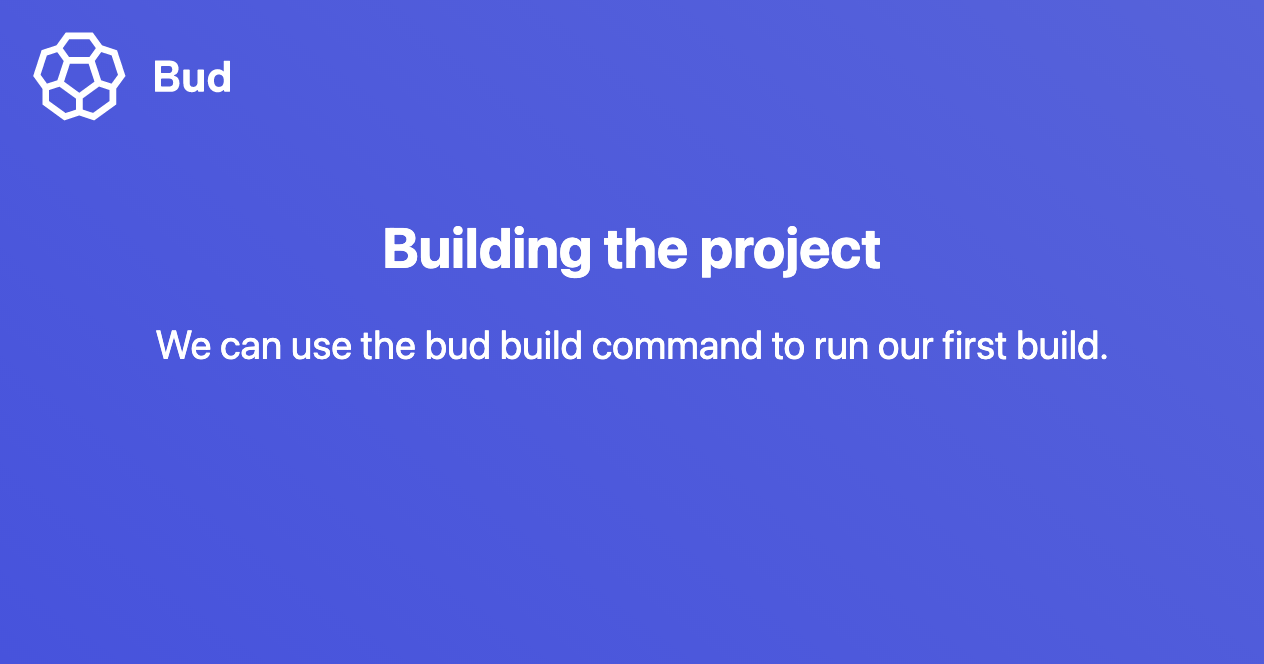 Bud
Building the project
We can use the bud build command to run our first build.